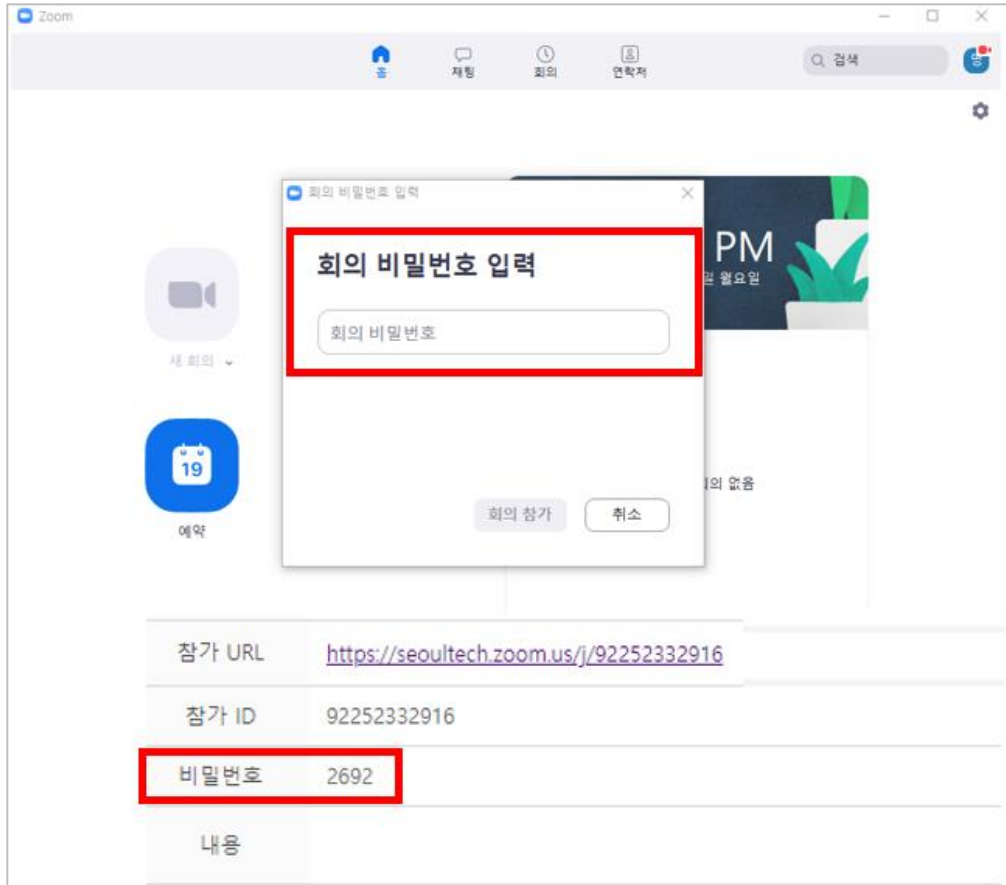 Zoom
홈
채팅
회의
연락처
검색
명
회의 비밀번호 입력
회의 비밀번호 입력
PM
일 월요일
회의 비밀번호
새 회의
19
회의 없음
회의 참가
취소
예약
참가 URL https://seoultech.zoom.us/j/92252332916
참가 ID 92252332916
비밀번호 2692
내용